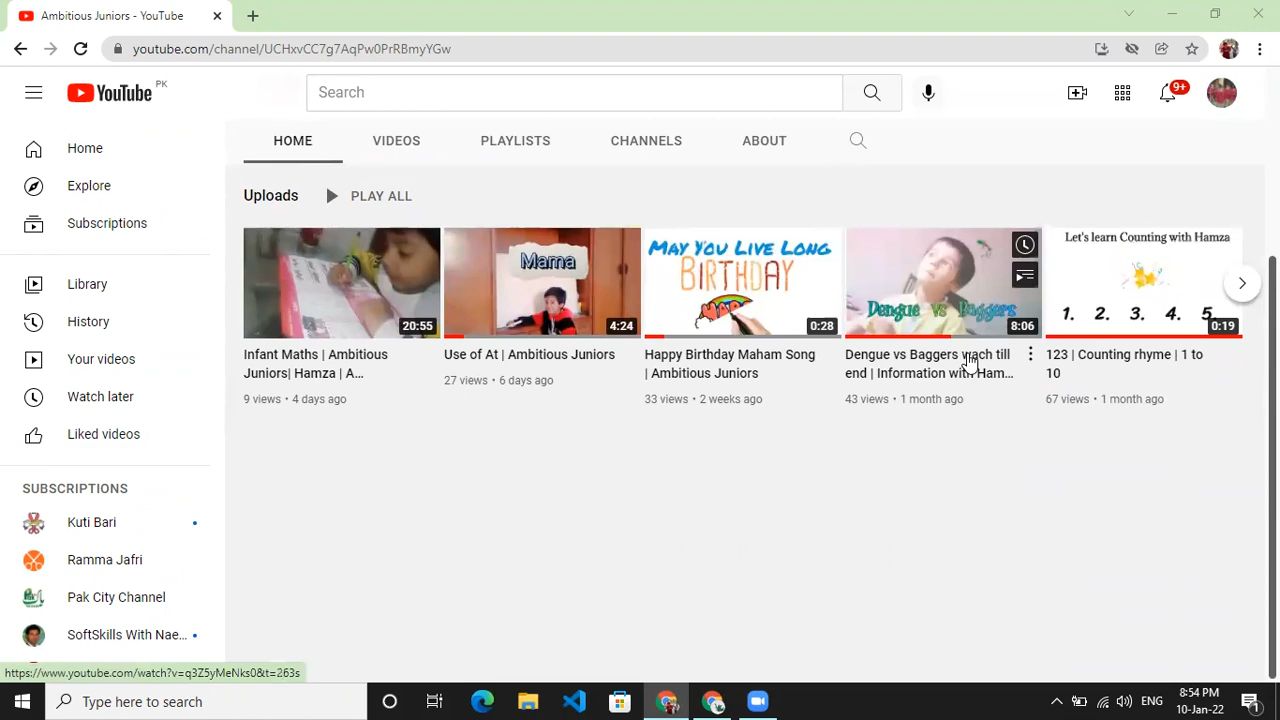 Ambitious Juniors - YouTube
youtube.com/channel/UCHxvCC7g7AqPw0PrRBmyYGw
YouTube PK
Search
9+
HOME VIDEOS PLAYLISTS CHANNELS ABOUT
Home
Explore
Subscriptions
Library
History
Your videos
Watch later
Liked videos
SUBSCRIPTIONS
Kuti Bari
Ramma Jafri
Pak City Channel
SoftSkills With Nae...
Uploads PLAY ALL
20:55
Infant Maths | Ambitious
Juniors| Hamza | A...
9 views • 4 days ago
Mama
4:24
Use of At | Ambitious Juniors
27 views • 6 days ago
MAY YOU LIVE LONG
BIRTHDAY
0:28
Happy Birthday Maham Song
| Ambitious Juniors
33 views • 2 weeks ago
Dengue vs Baggers
8:06
Dengue vs Baggers wach till
end | Information with Ham...
43 views • 1 month ago
Let's learn Counting with Hamza
1. 2. 3. 4. 5.
0:19
123 | Counting rhyme | 1 to
10
67 views • 1 month ago
https://www.youtube.com/watch?v=q3Z5yMeNks0&t=263s
Type here to search
ENG
8:54 PM
10-Jan-22
1